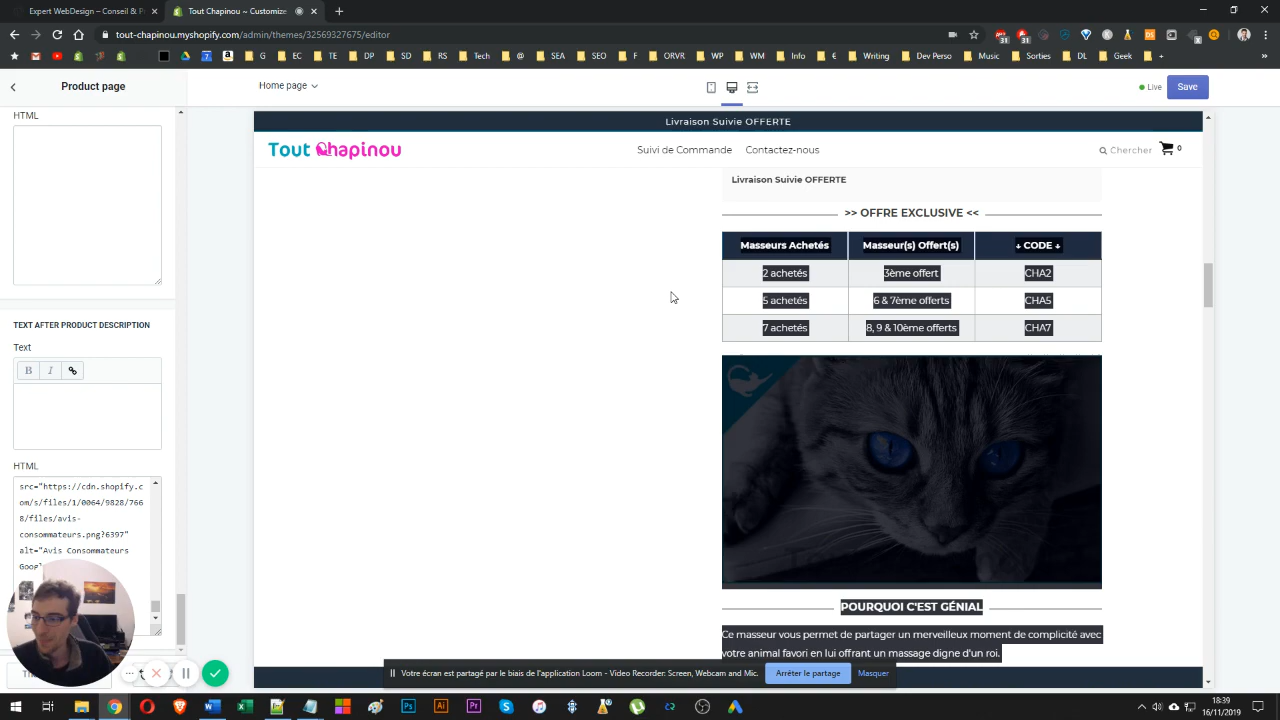 Expert WebDesign – Conseil & P
Tout Chapinou ~ Customiz
tout-chapinou.myshopify.com/admin/themes/32569327675/editor
EC TE DP SD RS Tech @ SEA SEO ORVR WP WM Info € Writing Dev Perso Music Sorties DL Geek +
Product page
Home page
Live
Save
HTML
TEXT AFTER PRODUCT DESCRIPTION
Text
B I
HTML
src="https://cdn.shopify.c
om/s/files/1/0064/9828/766
8/files/avis-
consommateurs.png?6397"
alt="Avis Consommateurs
Livraison Suivie OFFERTE
Tout Chapinou
Suivi de Commande Contactez-nous
Chercher 0
Livraison Suivie OFFERTE
>> OFFRE EXCLUSIVE <<
Masseurs Achetés Masseur(s) Offert(s) ↓ CODE ↓
2 achetés 3ème offert CHA2
5 achetés 6 & 7ème offerts CHA5
7 achetés 8, 9 & 10ème offerts CHA7
POURQUOI C'EST GÉNIAL
Ce masseur vous permet de partager un merveilleux moment de complicité avec
votre animal favori en lui offrant un massage digne d'un roi.
Votre écran est partagé par le biais de l'application Loom – Video Recorder: Screen, Webcam and Mic.
Arrêter le partage
Masquer
18:39
16/11/2019